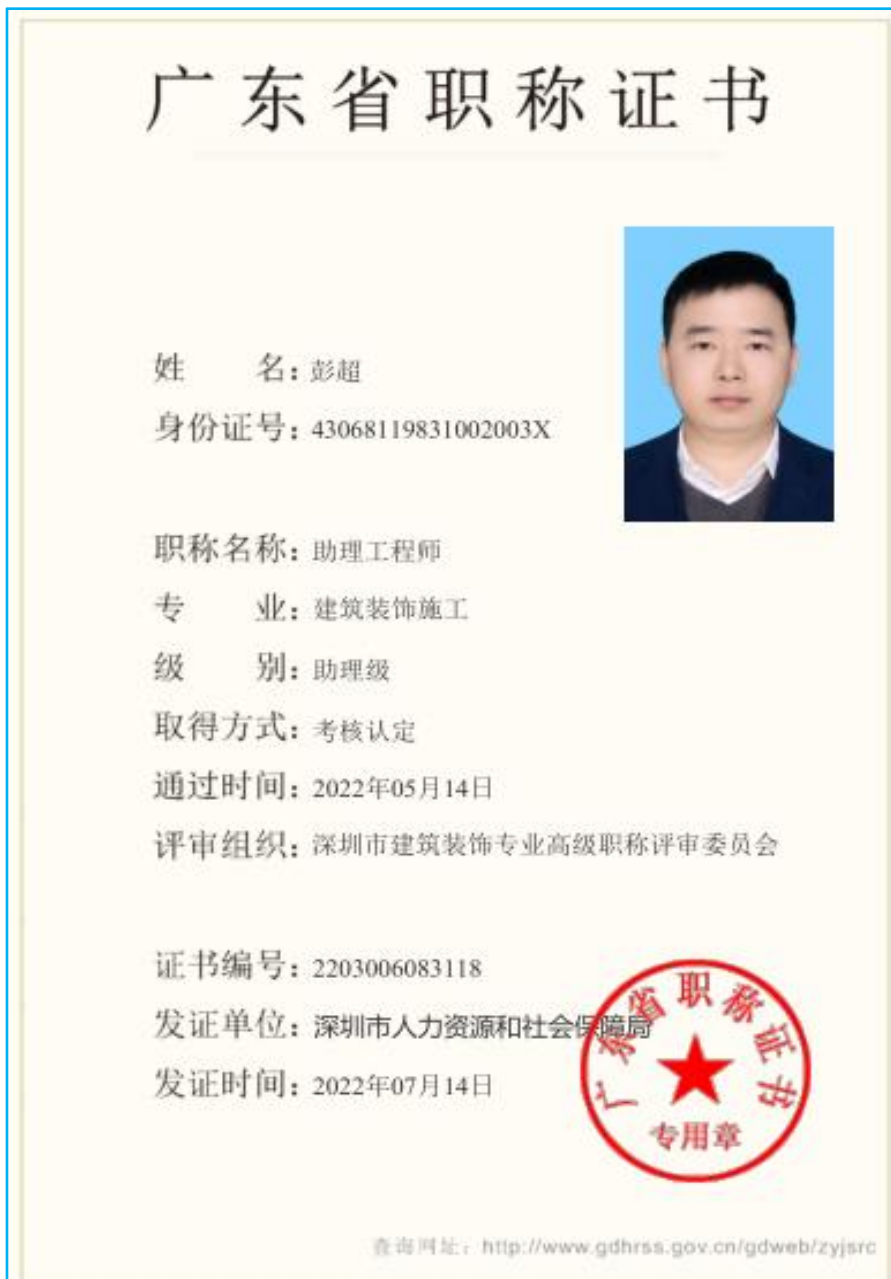 广东省职称证书
姓 名：彭超
身份证号：43068119831002003X
职称名称：助理工程师
专 业：建筑装饰施工
级 别：助理级
取得方式：考核认定
通过时间：2022年05月14日
评审组织：深圳市建筑装饰专业高级职称评审委员会
证书编号：2203006083118
发证单位：深圳市人力资源和社会保障局
发证时间：2022年07月14日
广东省职称证书
专用章
查询网址：http://www.gdhrss.gov.cn/gdweb/zyjsrc